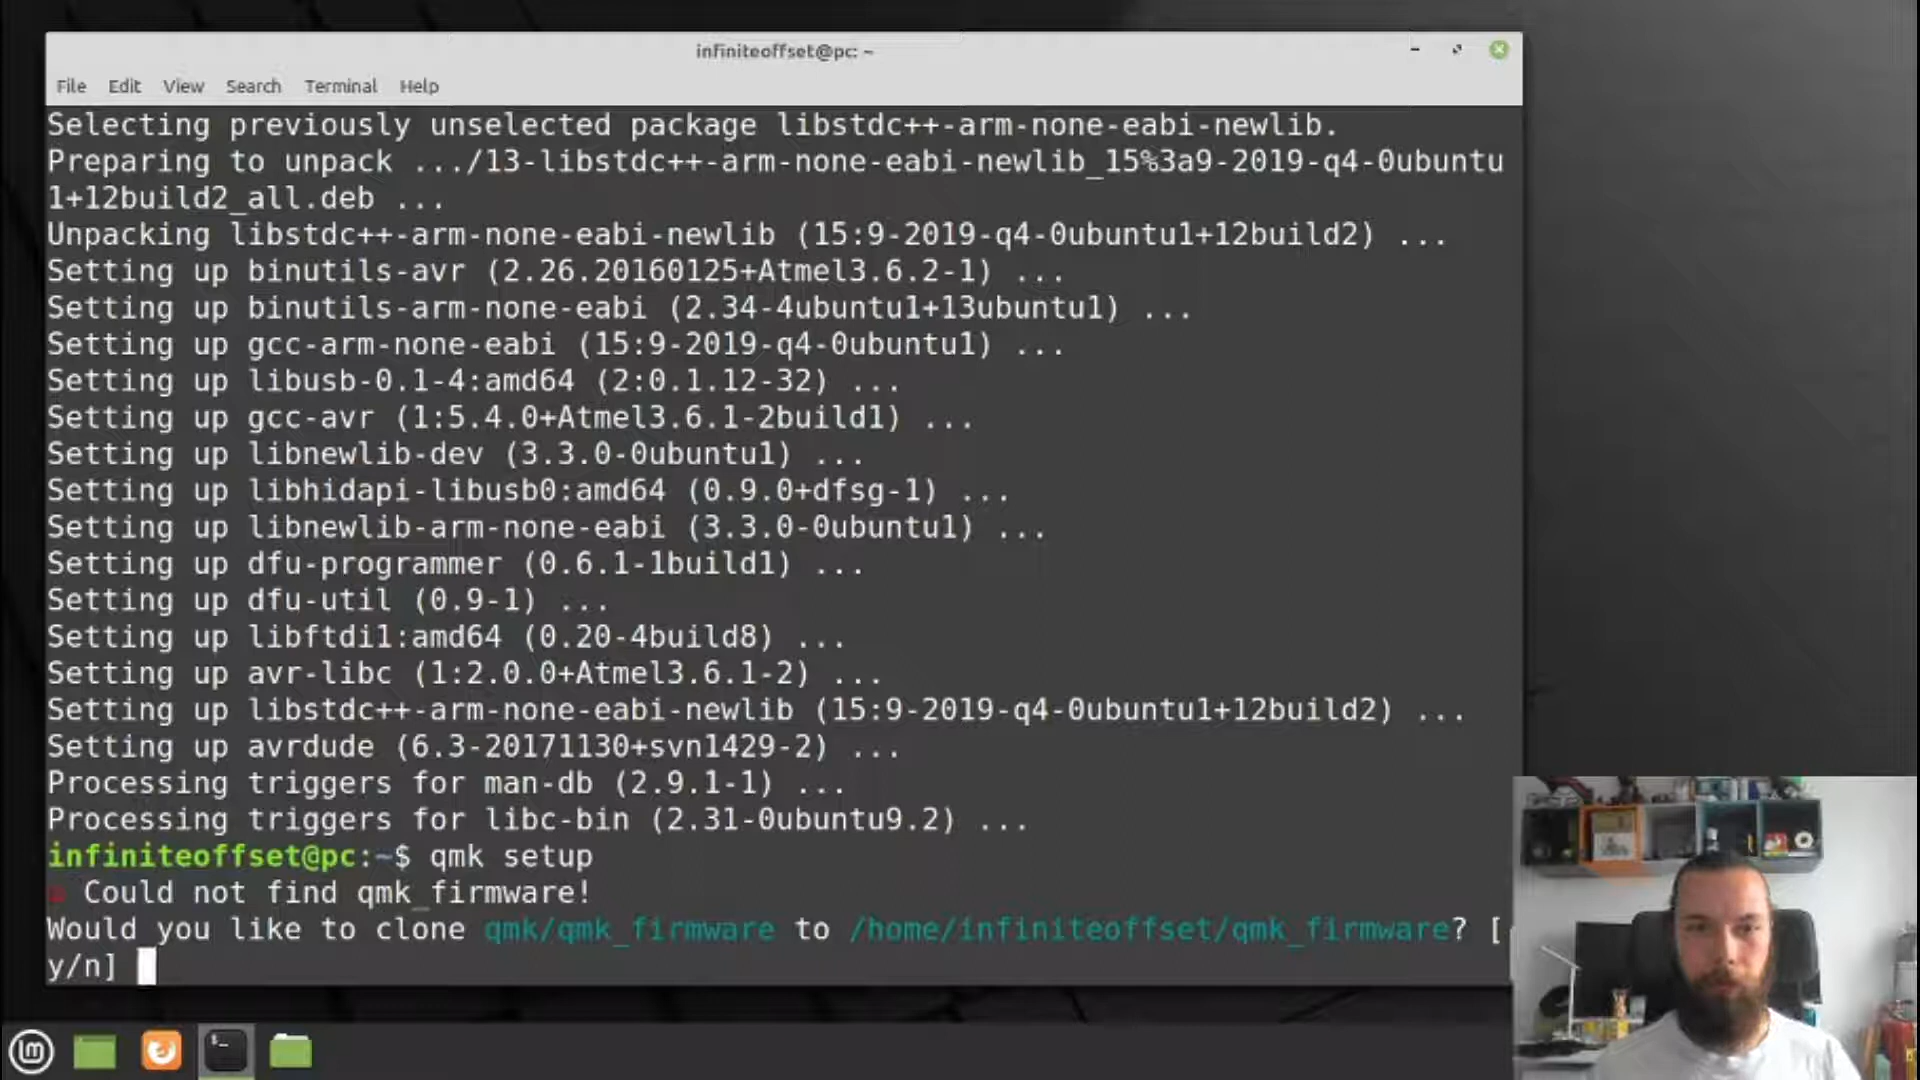 infiniteoffset@pc: ~
File Edit View Search Terminal Help
Selecting previously unselected package libstdc++-arm-none-eabi-newlib.
Preparing to unpack .../13-libstdc++-arm-none-eabi-newlib_15%3a9-2019-q4-0ubuntu
1+12build2_all.deb ...
Unpacking libstdc++-arm-none-eabi-newlib (15:9-2019-q4-0ubuntu1+12build2) ...
Setting up binutils-avr (2.26.20160125+Atmel3.6.2-1) ...
Setting up binutils-arm-none-eabi (2.34-4ubuntu1+13ubuntu1) ...
Setting up gcc-arm-none-eabi (15:9-2019-q4-0ubuntu1) ...
Setting up libusb-0.1-4:amd64 (2:0.1.12-32) ...
Setting up gcc-avr (1:5.4.0+Atmel3.6.1-2build1) ...
Setting up libnewlib-dev (3.3.0-0ubuntu1) ...
Setting up libhidapi-libusb0:amd64 (0.9.0+dfsg-1) ...
Setting up libnewlib-arm-none-eabi (3.3.0-0ubuntu1) ...
Setting up dfu-programmer (0.6.1-1build1) ...
Setting up dfu-util (0.9-1) ...
Setting up libftdi1:amd64 (0.20-4build8) ...
Setting up avr-libc (1:2.0.0+Atmel3.6.1-2) ...
Setting up libstdc++-arm-none-eabi-newlib (15:9-2019-q4-0ubuntu1+12build2) ...
Setting up avrdude (6.3-20171130+svn1429-2) ...
Processing triggers for man-db (2.9.1-1) ...
Processing triggers for libc-bin (2.31-0ubuntu9.2) ...
infiniteoffset@pc:~$ qmk setup
Could not find qmk_firmware!
Would you like to clone qmk/qmk_firmware to /home/infiniteoffset/qmk_firmware? [
y/n]